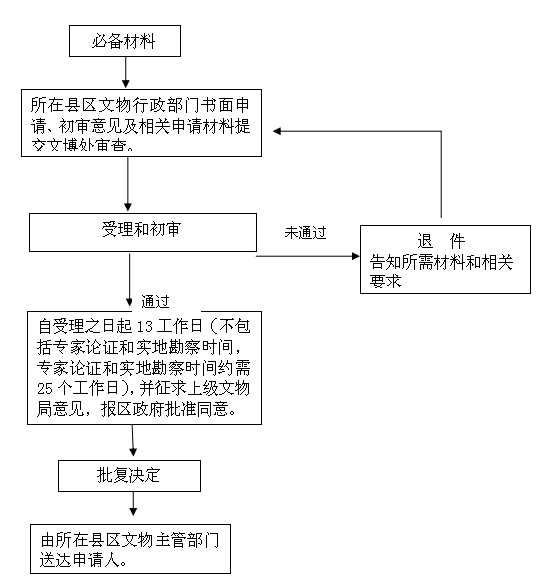 必备材料
所在县区文物行政部门书面申
请、初审意见及相关申请材料提
交文博处审查。
受理和初审
未通过
退 件
告知所需材料和相关
要求
通过
自受理之日起 13 工作日（不包
括专家论证和实地勘察时间，
专家论证和实地勘察时间约需
25 个工作日），并征求上级文物
局意见，报区政府批准同意。
批复决定
由所在县区文物主管部门
送达申请人。